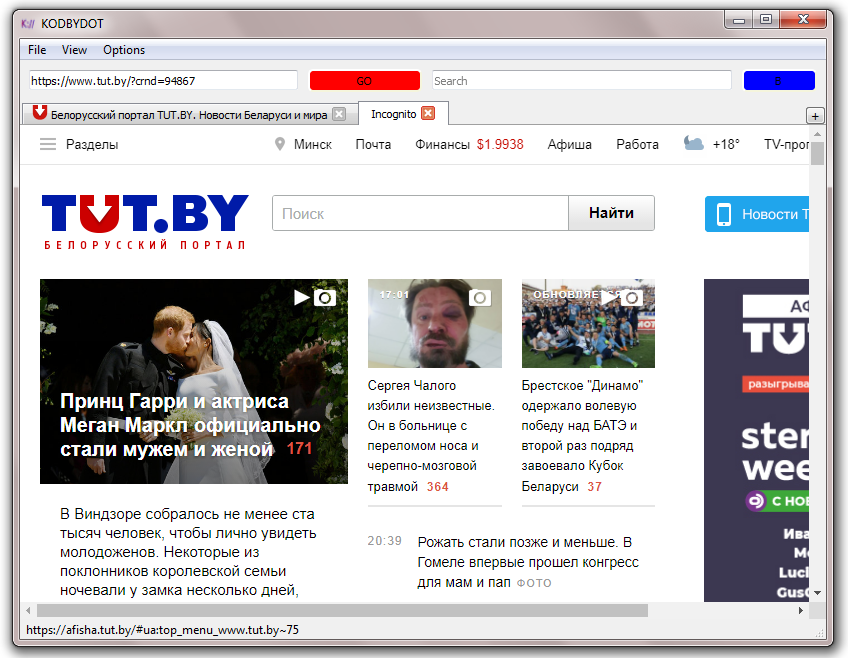 K:// KODBYDOT
File View Options
https://www.tut.by/?crnd=94867 GO Search B
Белорусский портал TUT.BY. Новости Беларуси и мира Incognito
Разделы Минск Почта Финансы $1.9938 Афиша Работа +18° TV-прог
TUT.BY
БЕЛОРУССКИЙ ПОРТАЛ
Поиск Найти
Новости T
Принц Гарри и актриса
Меган Маркл официально
стали мужем и женой 171
В Виндзоре собралось не менее ста
тысяч человек, чтобы лично увидеть
молодоженов. Некоторые из
поклонников королевской семьи
ночевали у замка несколько дней,
17:01
Сергея Чалого
избили неизвестные.
Он в больнице с
переломом носа и
черепно-мозговой
травмой 364
ОБНОВЛЯЕТСЯ
Брестское "Динамо"
одержало волевую
победу над БАТЭ и
второй раз подряд
завоевало Кубок
Беларуси 37
20:39 Рожать стали позже и меньше. В
Гомеле впервые прошел конгресс
для мам и пап ФОТО
АФ
TU
разыгрыва
ster
wee
С НОВ
Ива
Мо
Luci
GusG
https://afisha.tut.by/#ua:top_menu_www.tut.by~75